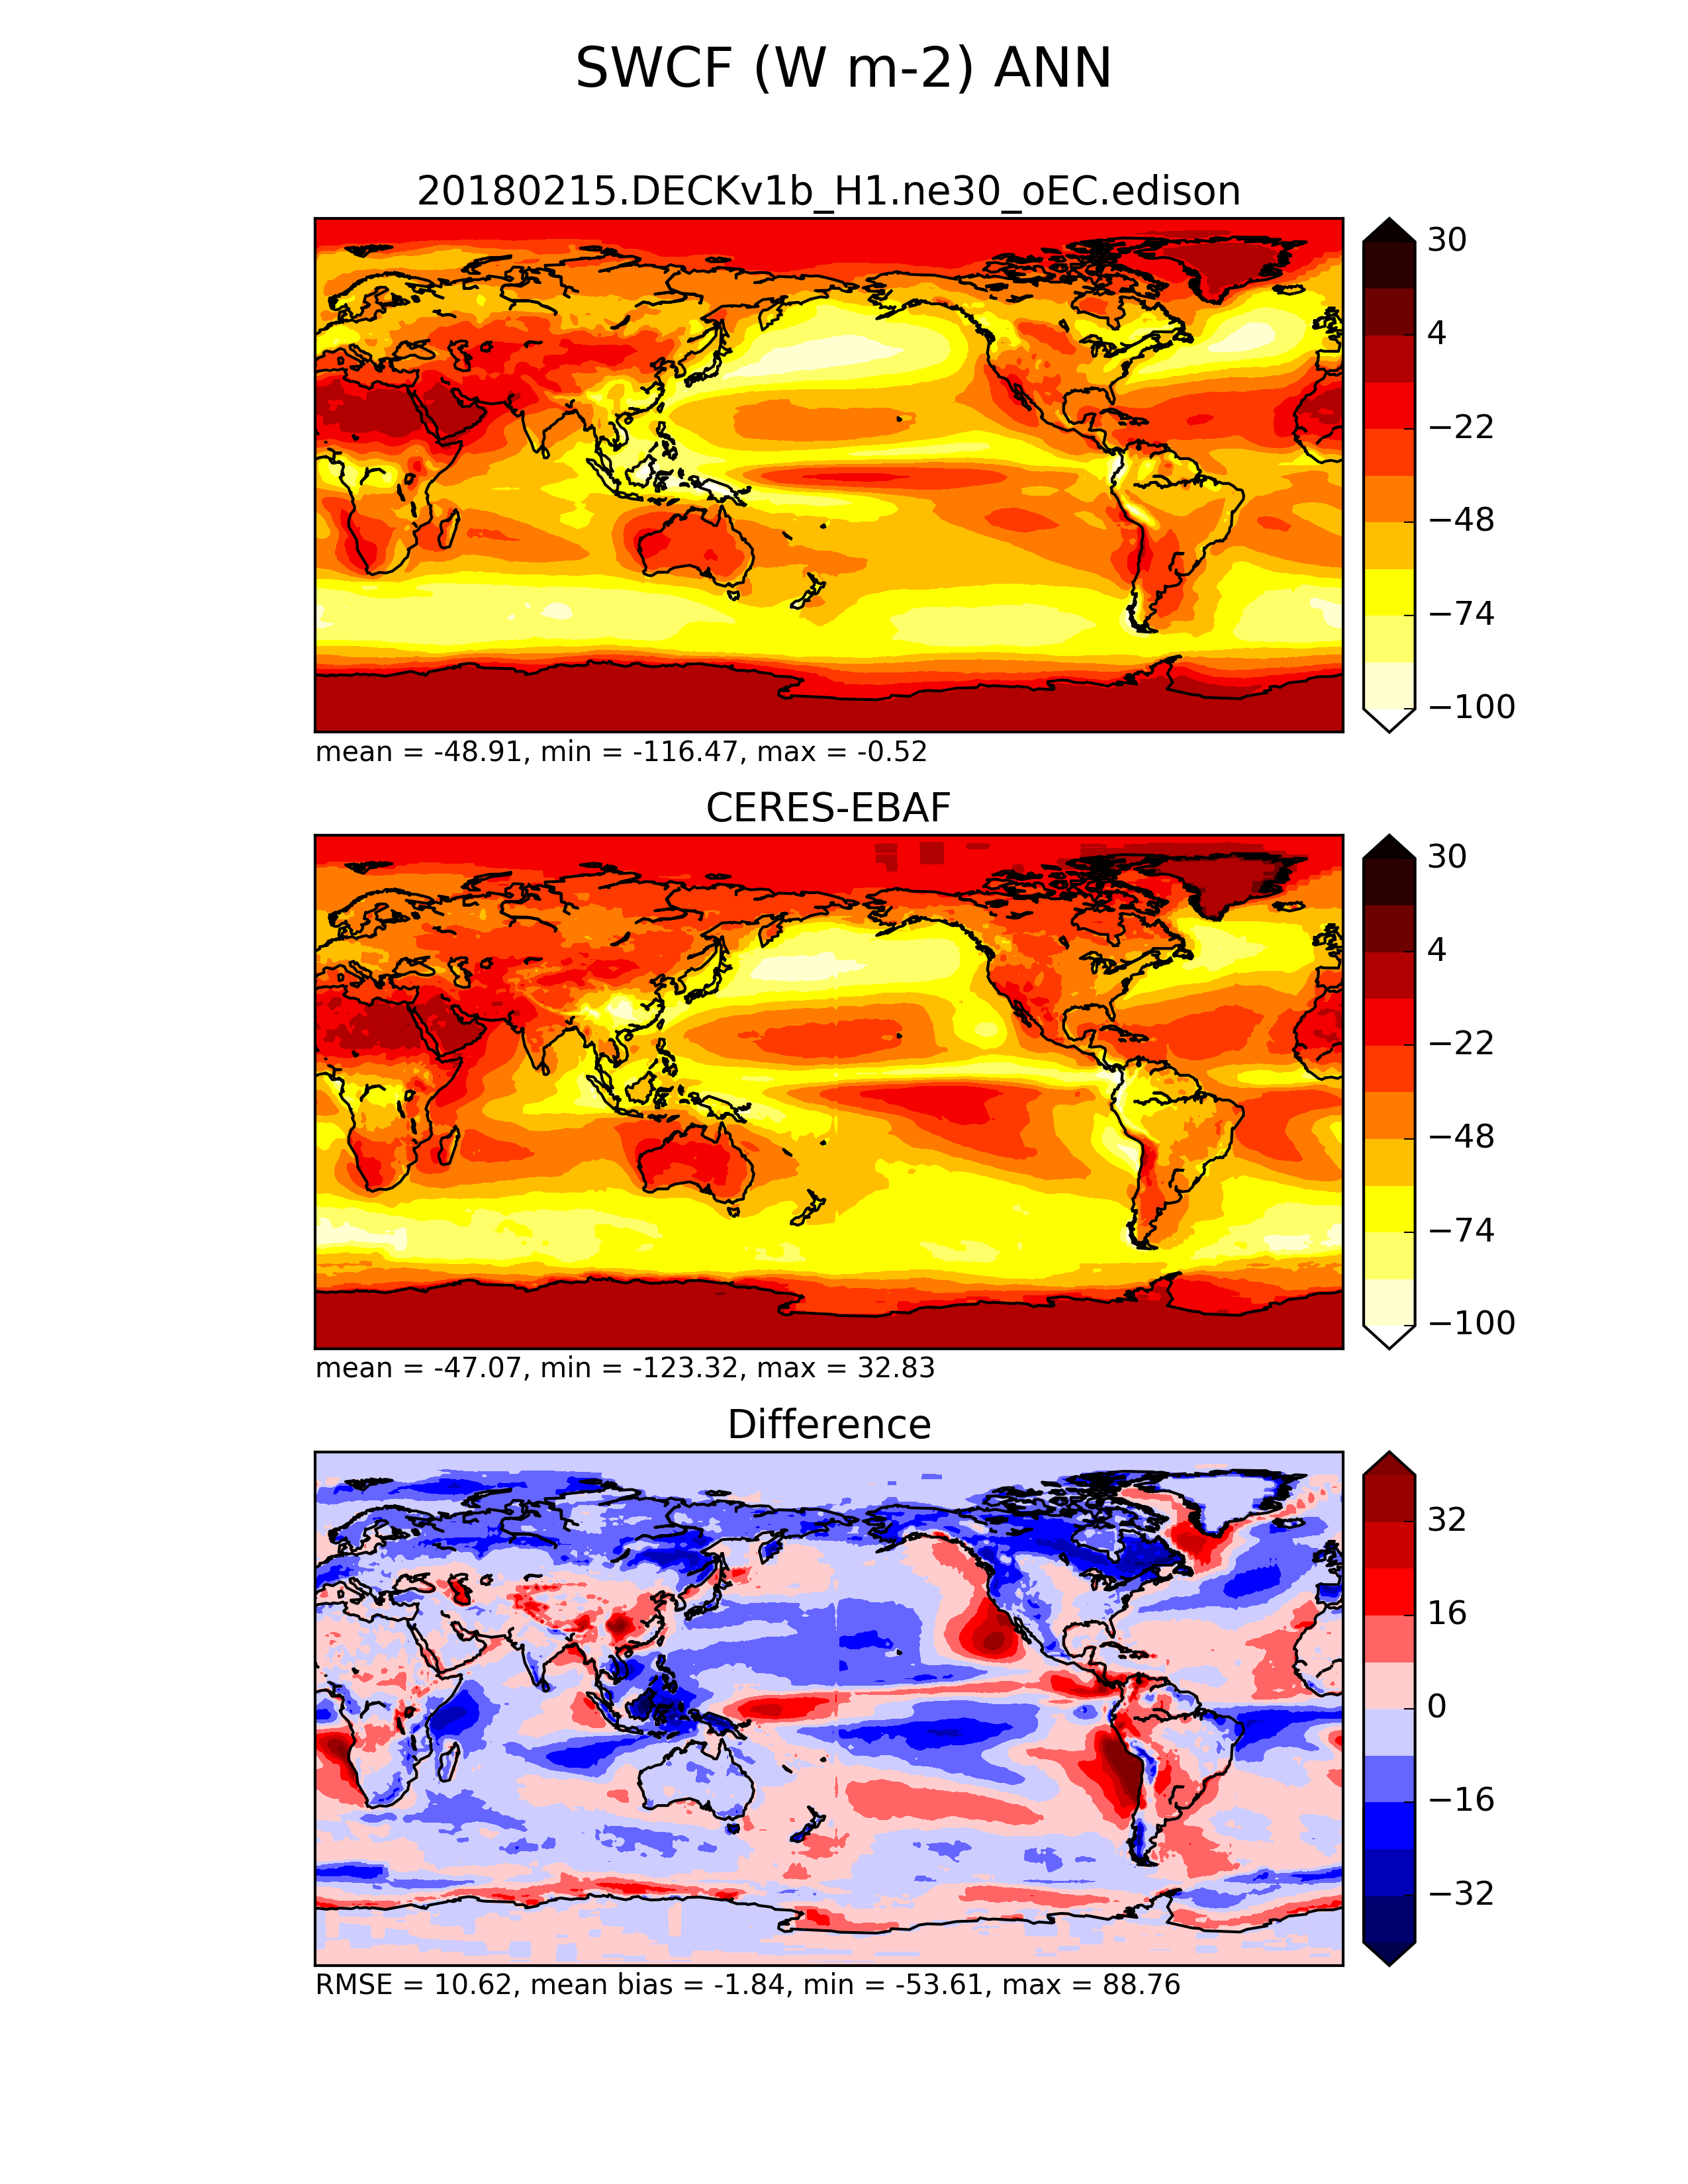 SWCF (W m-2) ANN
20180215.DECKv1b_H1.ne30_oEC.edison
30
4
−22
−48
−74
−100
mean = -48.91, min = -116.47, max = -0.52
CERES-EBAF
30
4
−22
−48
−74
−100
mean = -47.07, min = -123.32, max = 32.83
Difference
32
16
0
−16
−32
RMSE = 10.62, mean bias = -1.84, min = -53.61, max = 88.76